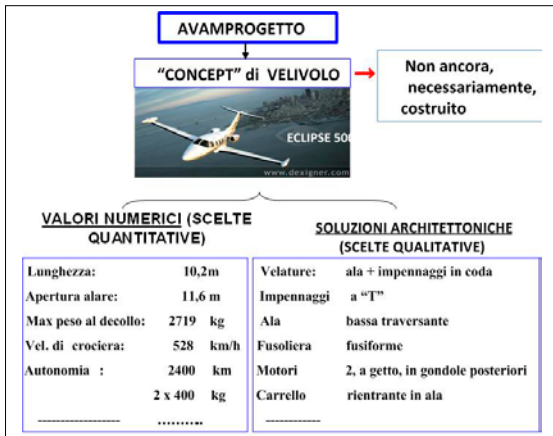 AVAMPROGETTO
“CONCEPT” di VELIVOLO
Non ancora,
necessariamente,
costruito
ECLIPSE 500
www.dexigner.com
VALORI NUMERICI (SCELTE
QUANTITATIVE)
SOLUZIONI ARCHITETTONICHE
(SCELTE QUALITATIVE)
Lunghezza: 10,2m
Apertura alare: 11,6 m
Max peso al decollo: 2719 kg
Vel. di crociera: 528 km/h
Autonomia : 2400 km
2 x 400 kg
------------------ ..........
Velature: ala + impennaggi in coda
Impennaggi a “T”
Ala bassa traversante
Fusoliera fusiforme
Motori 2, a getto, in gondole posteriori
Carrello rientrante in ala
------------